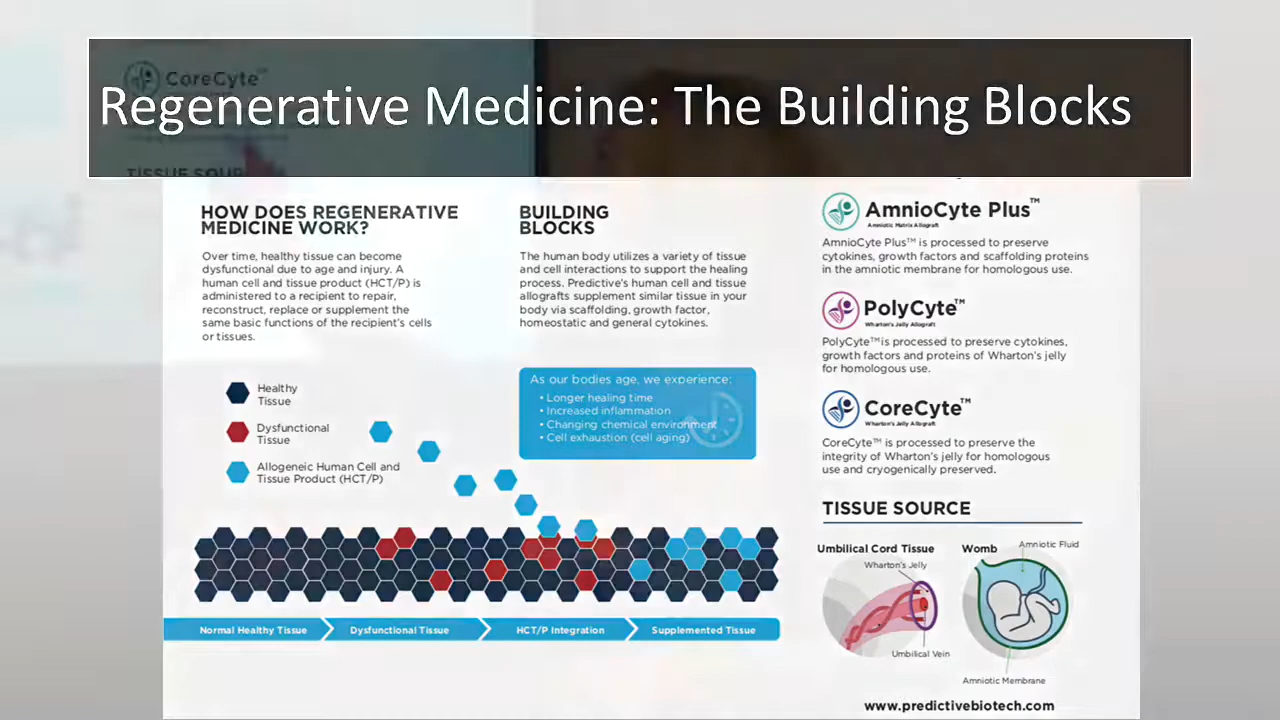 CoreCyte™
Regenerative Medicine: The Building Blocks
HOW DOES REGENERATIVE
MEDICINE WORK?
Over time, healthy tissue can become
dysfunctional due to age and injury. A
human cell and tissue product (HCT/P) is
administered to a recipient to repair,
reconstruct, replace or supplement the
same basic functions of the recipient's cells
or tissues.
Healthy
Tissue
Dysfunctional
Tissue
Allogeneic Human Cell and
Tissue Product (HCT/P)
BUILDING
BLOCKS
The human body utilizes a variety of tissue
and cell interactions to support the healing
process. Predictive's human cell and tissue
allografts supplement similar tissue in your
body via scaffolding, growth factor,
homeostatic and general cytokines.
As our bodies age, we experience:
• Longer healing time
• Increased inflammation
• Changing chemical environment
• Cell exhaustion (cell aging)
Normal Healthy Tissue
Dysfunctional Tissue
HCT/P Integration
Supplemented Tissue
AmnioCyte Plus™
Amniotic Matrix Allograft
AmnioCyte Plus™ is processed to preserve
cytokines, growth factors and scaffolding proteins
in the amniotic membrane for homologous use.
PolyCyte™
Wharton's Jelly Allograft
PolyCyte™ is processed to preserve cytokines,
growth factors and proteins of Wharton's jelly
for homologous use.
CoreCyte™
Wharton's Jelly Allograft
CoreCyte™ is processed to preserve the
integrity of Wharton's jelly for homologous
use and cryogenically preserved.
TISSUE SOURCE
Umbilical Cord Tissue
Wharton's Jelly
Umbilical Vein
Womb
Amniotic Fluid
Amniotic Membrane
www.predictivebiotech.com